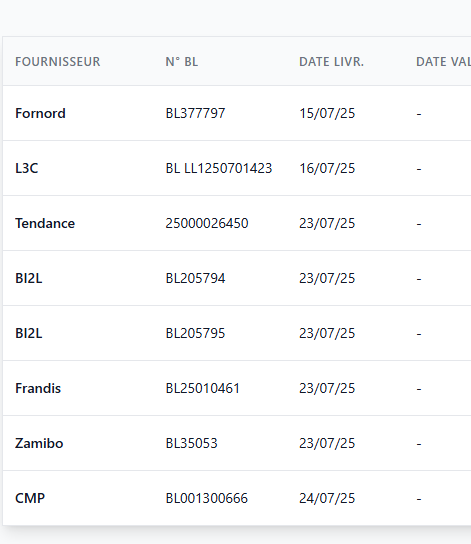 FOURNISSEUR N° BL DATE LIVR. DATE VAL
Fornord BL377797 15/07/25 -
L3C BL LL1250701423 16/07/25 -
Tendance 25000026450 23/07/25 -
BI2L BL205794 23/07/25 -
BI2L BL205795 23/07/25 -
Frandis BL25010461 23/07/25 -
Zamibo BL35053 23/07/25 -
CMP BL001300666 24/07/25 -